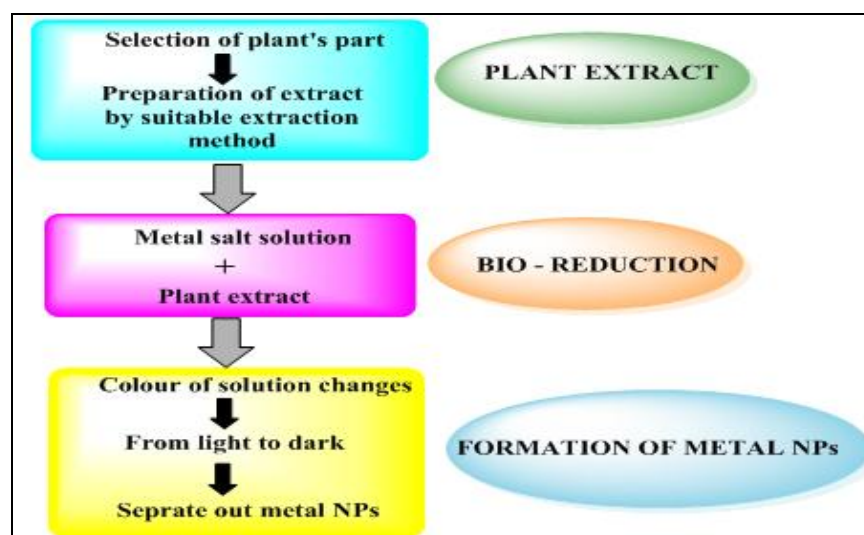 Selection of plant's part
Preparation of extract
by suitable extraction
method
PLANT EXTRACT
Metal salt solution
+
Plant extract
BIO - REDUCTION
Colour of solution changes
From light to dark
Seprate out metal NPs
FORMATION OF METAL NPs